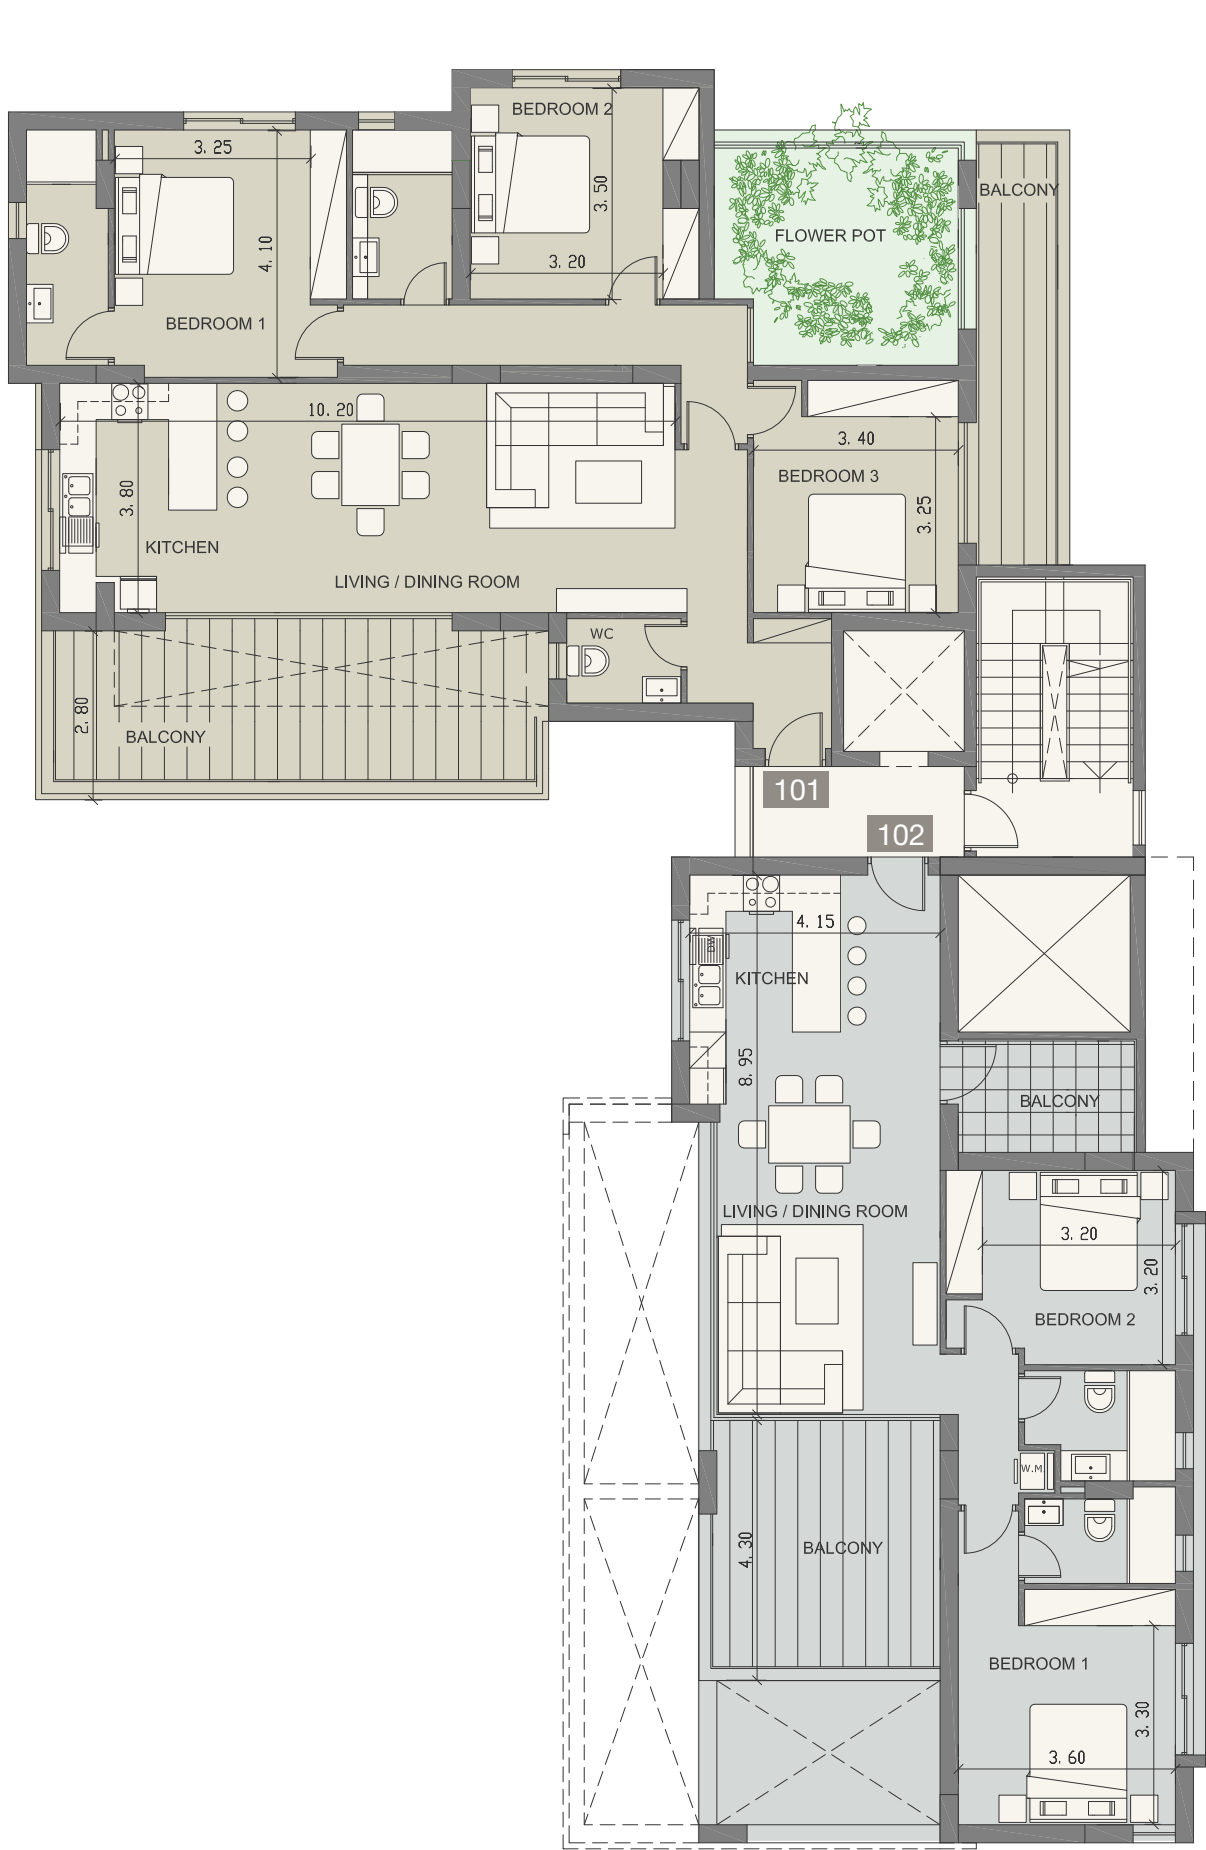 BEDROOM 2
3. 25
BALCONY
3. 50
FLOWER POT
4. 10
3. 20
BEDROOM 1
10. 20
3. 40
BEDROOM 3
3. 80
3. 25
KITCHEN
LIVING / DINING ROOM
WC
2. 80
BALCONY
101
102
4. 15
DW
KITCHEN
8. 95
BALCONY
LIVING / DINING ROOM
3. 20
3. 20
BEDROOM 2
W.M.
4. 30
BALCONY
BEDROOM 1
3. 30
3. 60